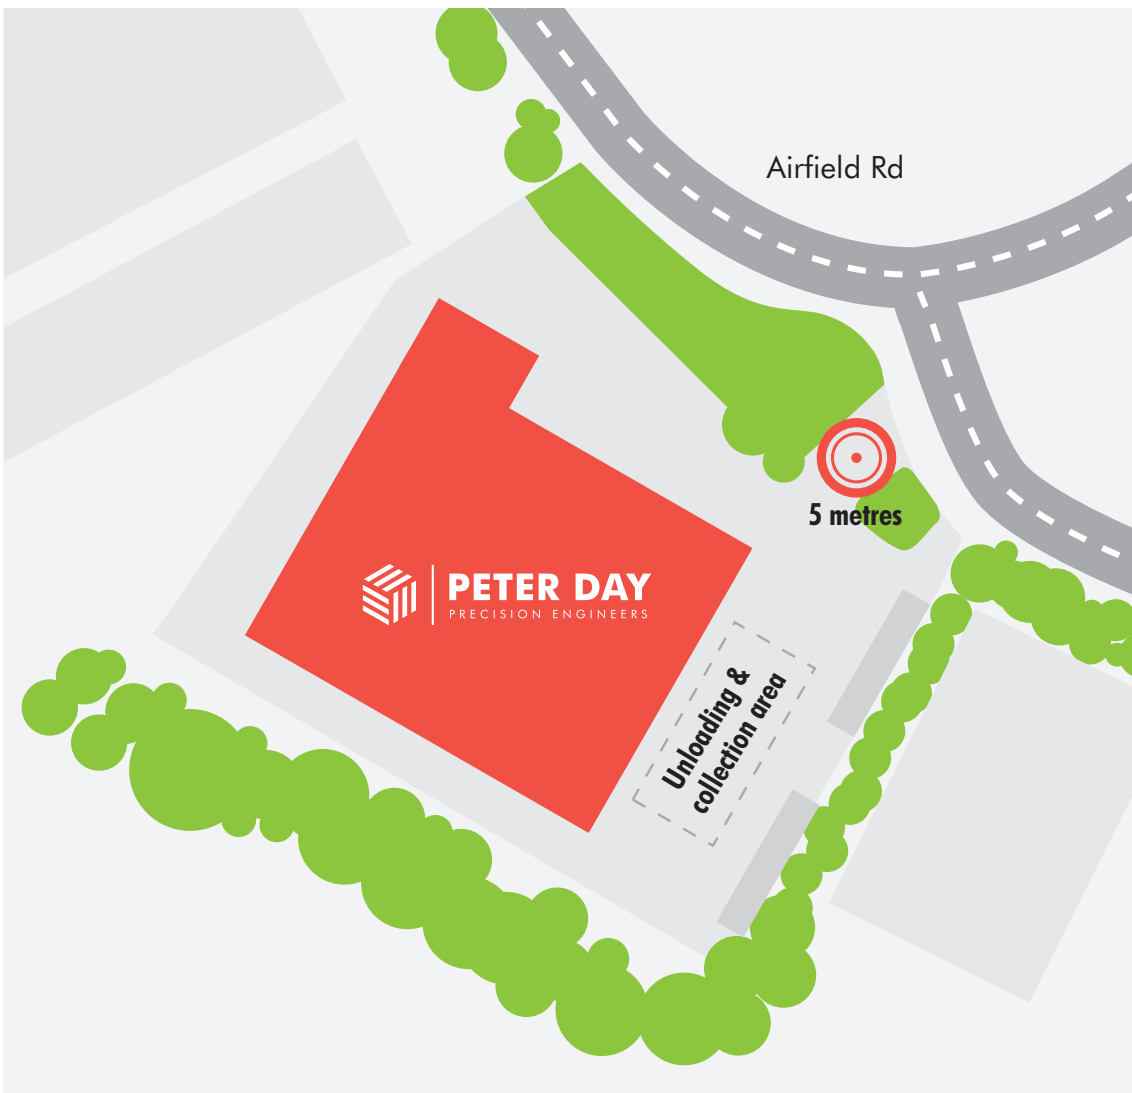 Airfield Rd
5 metres
PETER DAY
PRECISION ENGINEERS
Unloading &
collection area